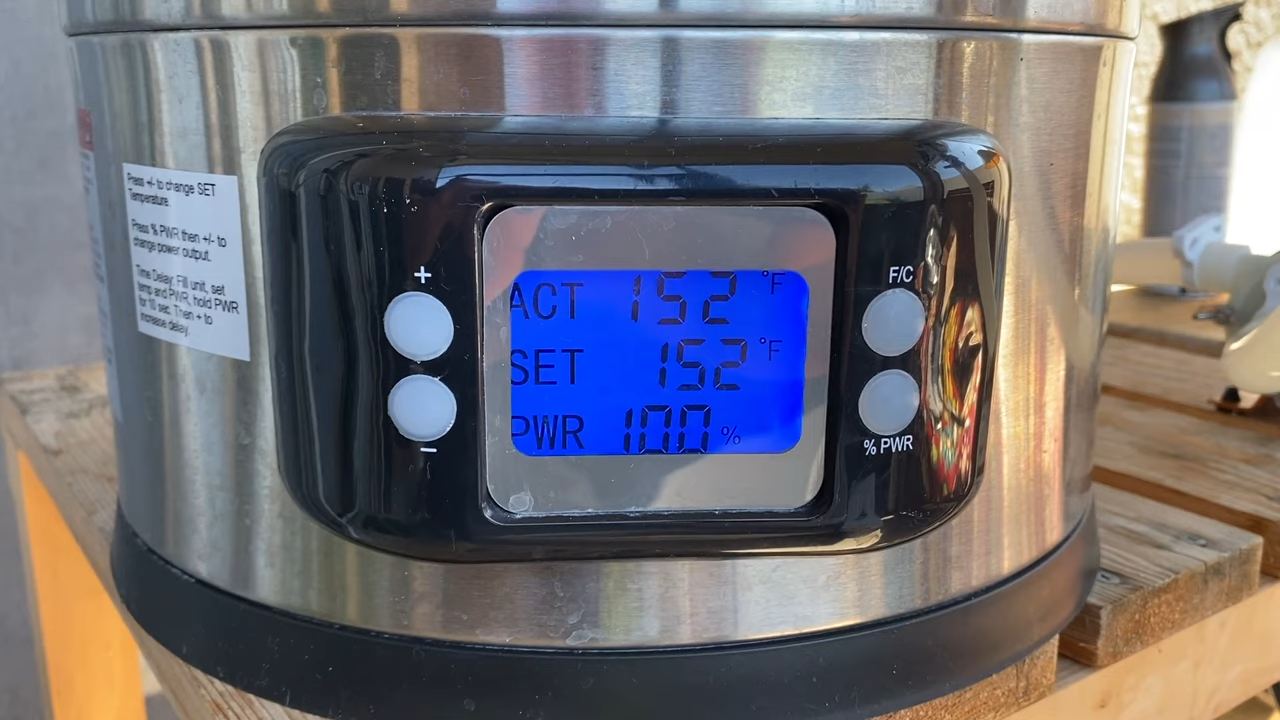 Press +/- to change SET
Temperature.
Press % PWR then +/- to
change power output.
Time Delay: Fill unit, set
temp and PWR, hold PWR
for 10 sec. Then + to
increase delay.
+
−
ACT 152 °F
SET 152 °F
PWR 100 %
F/C
% PWR